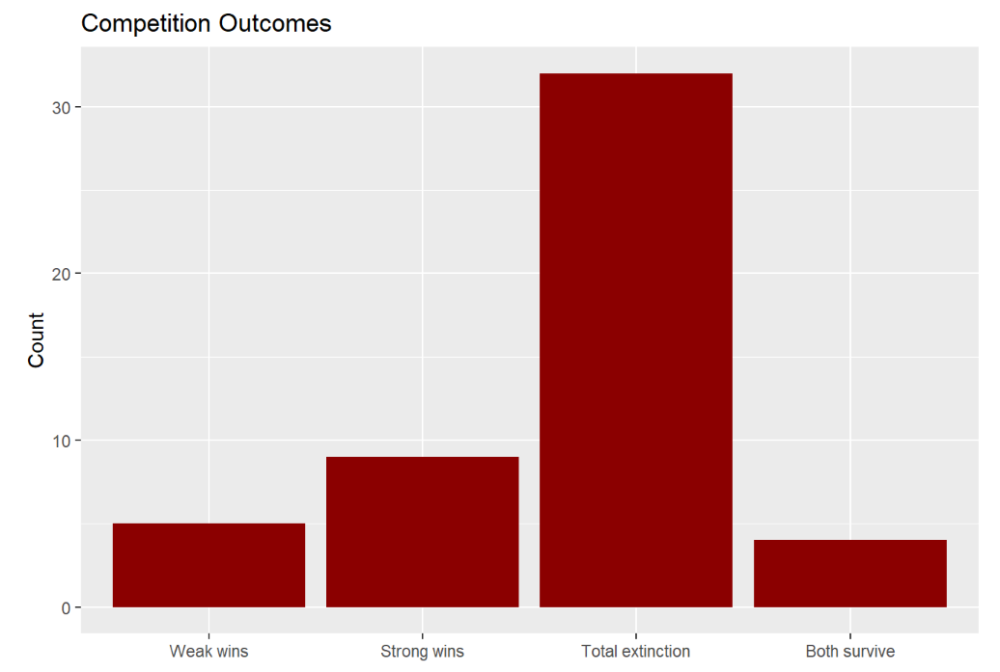 Competition Outcomes
30
20
10
0
Count
Weak wins
Strong wins
Total extinction
Both survive